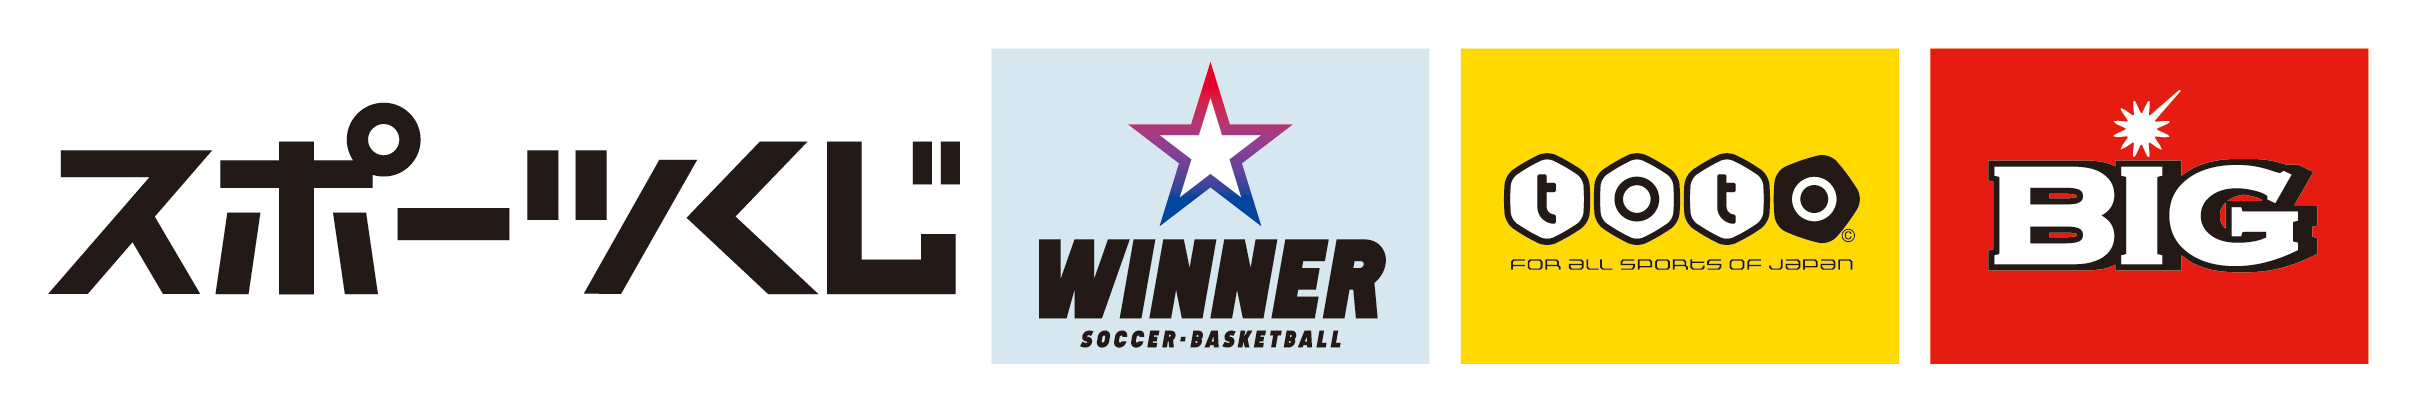 スポーツくじ
WINNER
SOCCER·BASKETBALL
toto©
FOR ALL SPORTS OF JAPAN
BIG